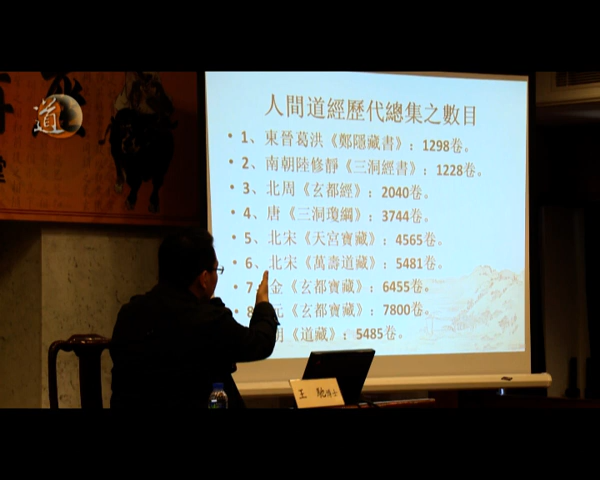 道
人間道經歷代總集之數目
• 1、東晉葛洪《鄭隱藏書》：1298卷。
• 2、南朝陸修靜《三洞經書》：1228卷。
• 3、北周《玄都經》：2040卷。
• 4、唐《三洞瓊綱》：3744卷。
• 5、北宋《天宮寶藏》：4565卷。
• 6、北宋《萬壽道藏》：5481卷。
• 7 金《玄都寶藏》：6455卷。
• 8 元《玄都寶藏》：7800卷。
明《道藏》：5485卷。
王 馳博士